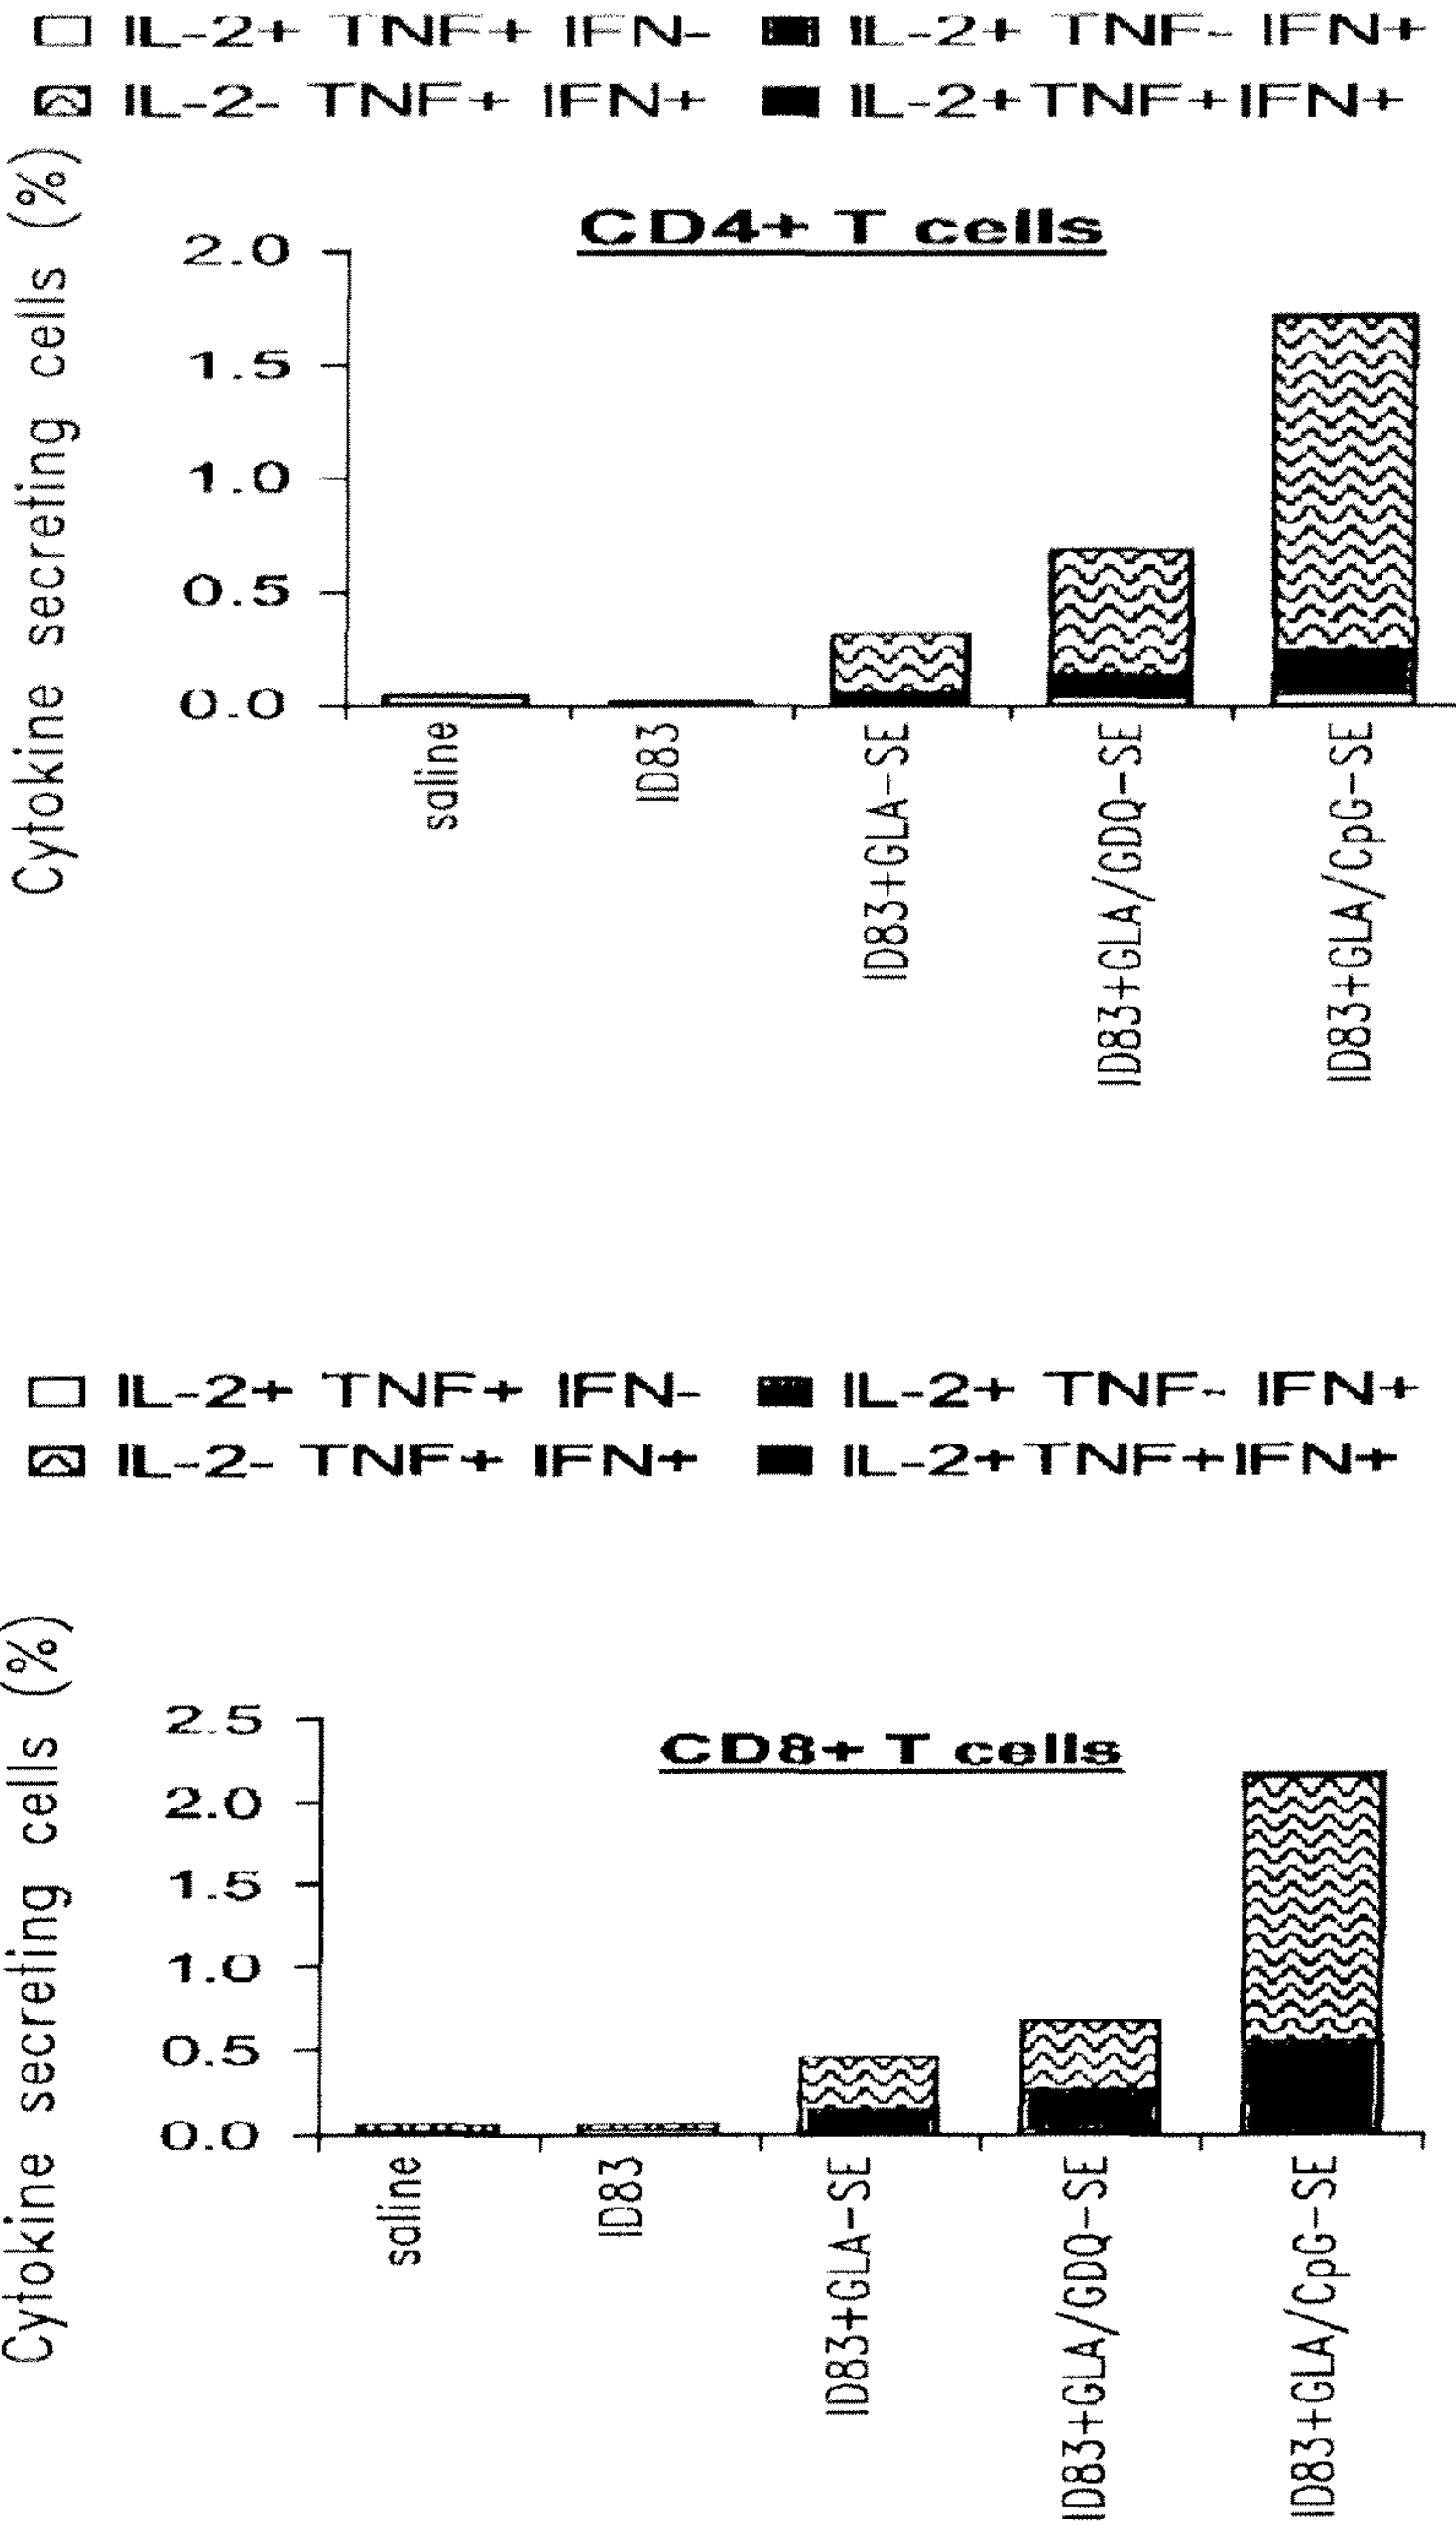 IL-2+ TNF+ IFN- IL-2+ TNF- IFN+
IL-2- TNF+ IFN+ IL-2+TNF+IFN+
Cytokine secreting cells (%)
CD4+ T cells
2.0
1.5
1.0
0.5
0.0
saline
ID83
ID83+GLA-SE
ID83+GLA/GDQ-SE
ID83+GLA/CpG-SE
IL-2+ TNF+ IFN- IL-2+ TNF- IFN+
IL-2- TNF+ IFN+ IL-2+TNF+IFN+
Cytokine secreting cells (%)
CD8+ T cells
2.5
2.0
1.5
1.0
0.5
0.0
saline
ID83
ID83+GLA-SE
ID83+GLA/GDQ-SE
ID83+GLA/CpG-SE